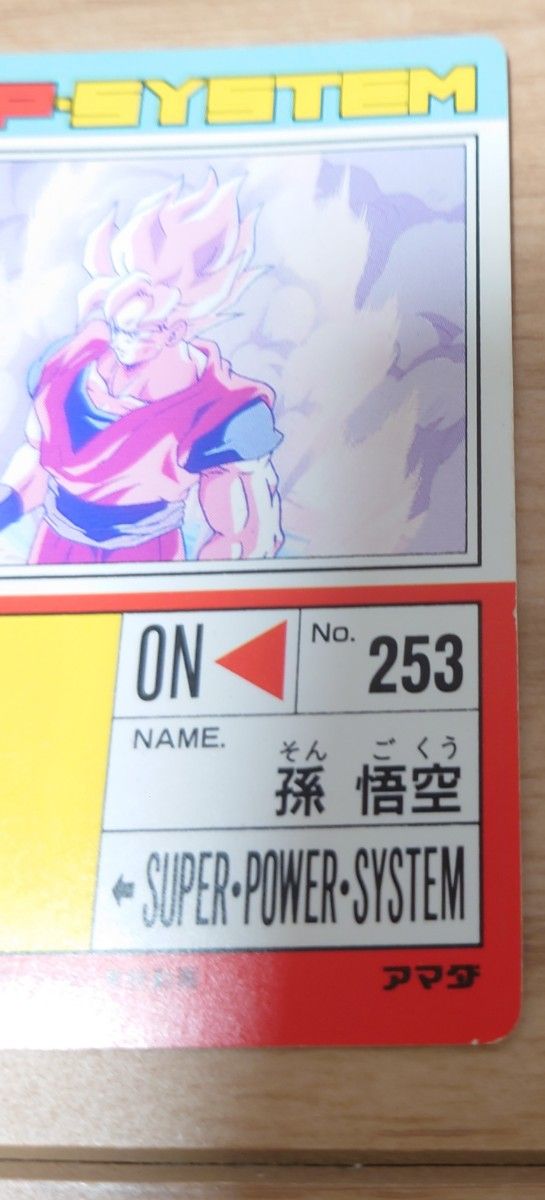 P・SYSTEM
ON
No. 253
NAME.
そん ご くう
孫 悟空
SUPER・POWER・SYSTEM
アマダ